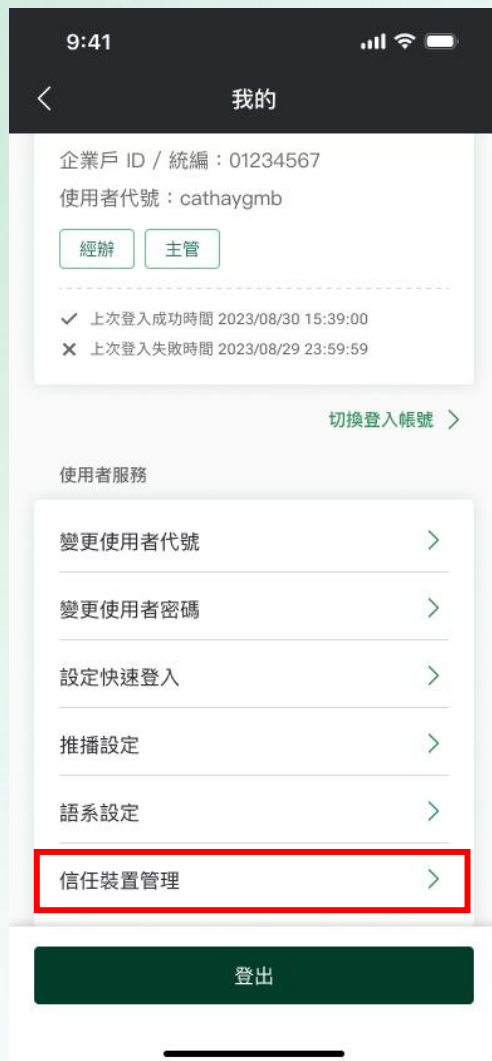 9:41
我的
企業戶 ID / 統編：01234567
使用者代號：cathaygmb
經辦 主管
上次登入成功時間 2023/08/30 15:39:00
上次登入失敗時間 2023/08/29 23:59:59
切換登入帳號
使用者服務
變更使用者代號
變更使用者密碼
設定快速登入
推播設定
語系設定
信任裝置管理
登出